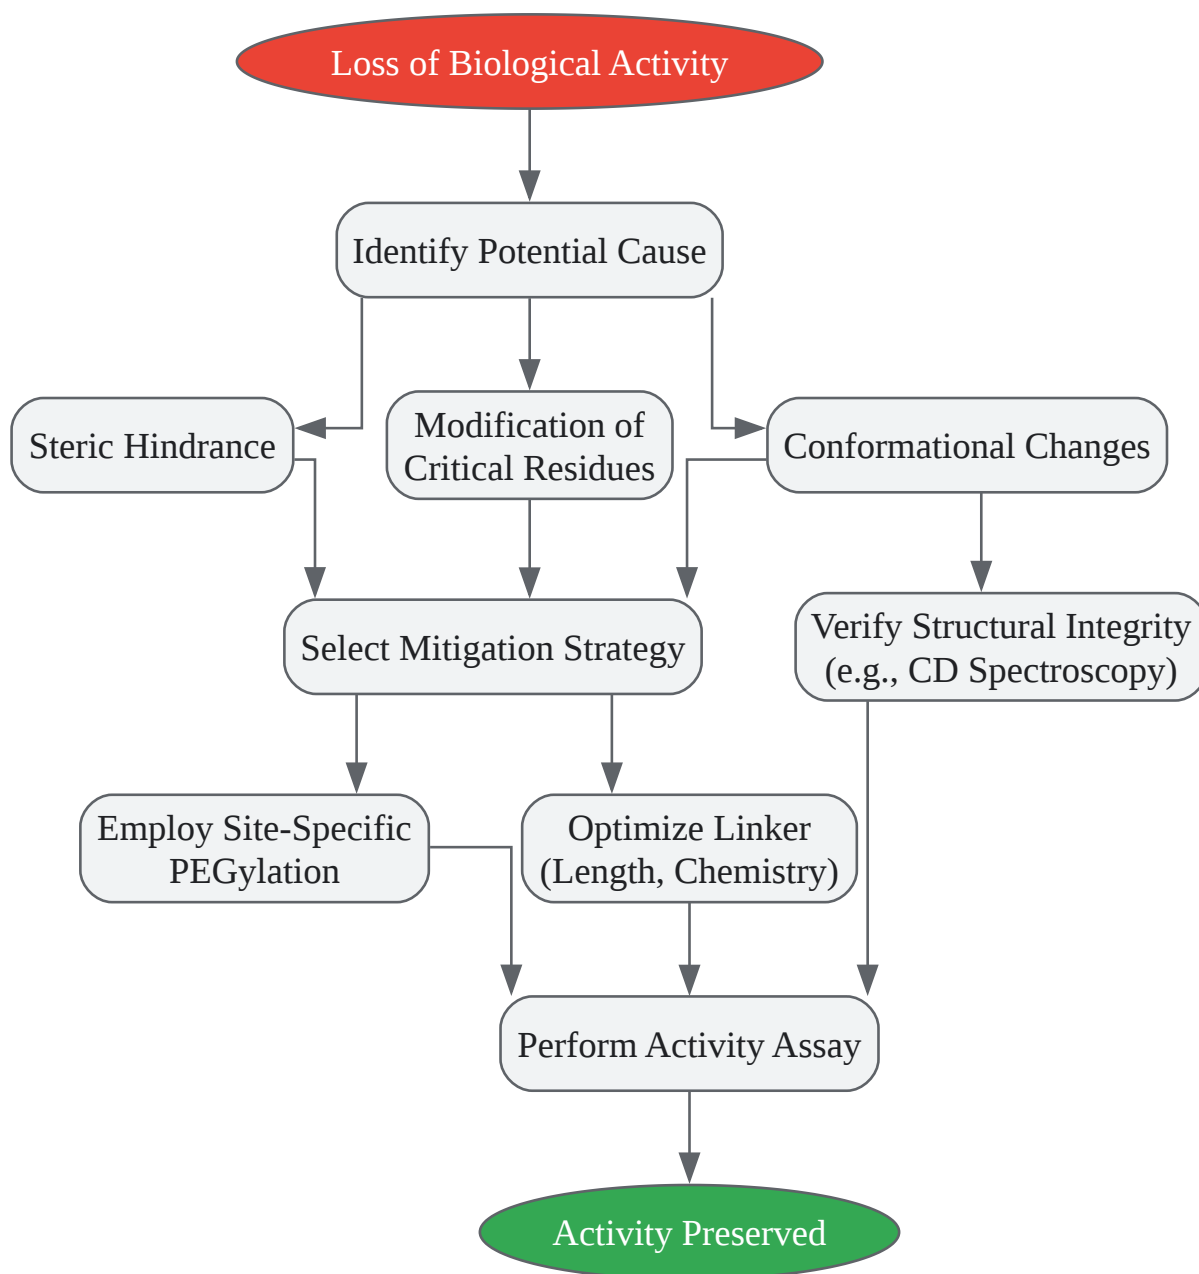 Loss of Biological Activity
Identify Potential Cause
Steric Hindrance
Modification of
Critical Residues
Conformational Changes
Select Mitigation Strategy
Verify Structural Integrity
(e.g., CD Spectroscopy)
Employ Site-Specific
PEGylation
Optimize Linker
(Length, Chemistry)
Perform Activity Assay
Activity Preserved